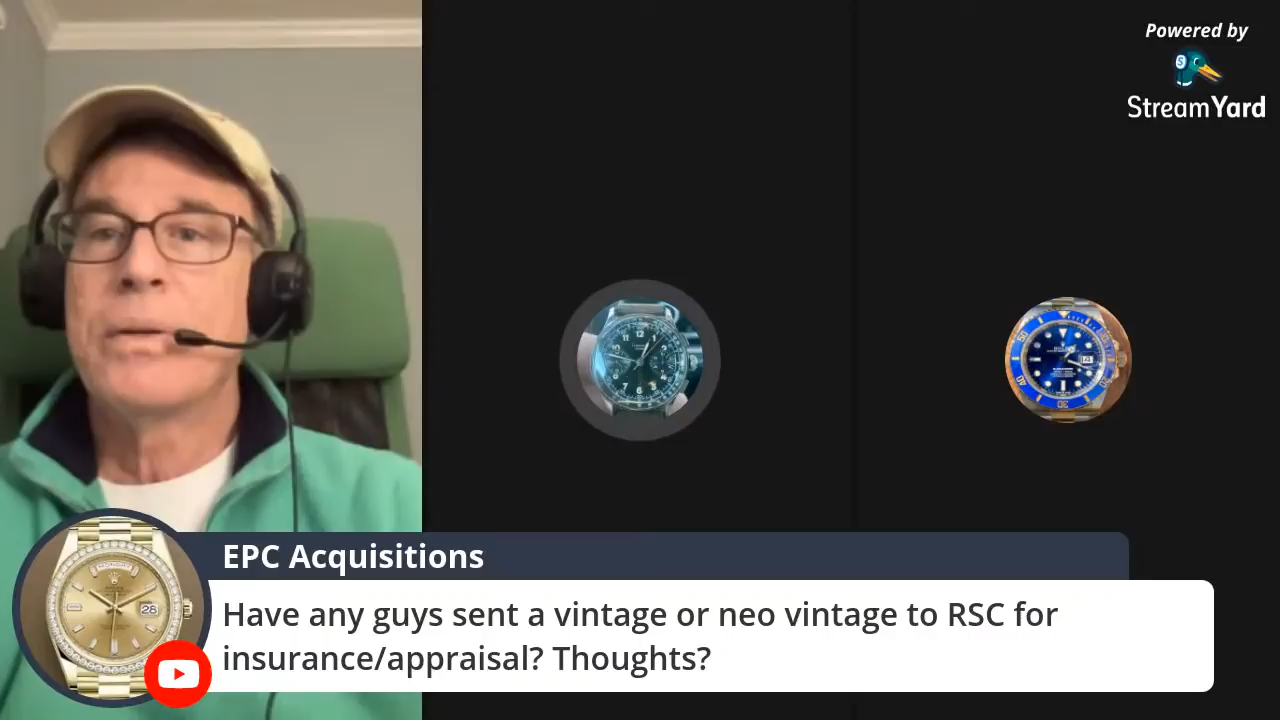 Powered by
StreamYard
EPC Acquisitions
Have any guys sent a vintage or neo vintage to RSC for
insurance/appraisal? Thoughts?
28